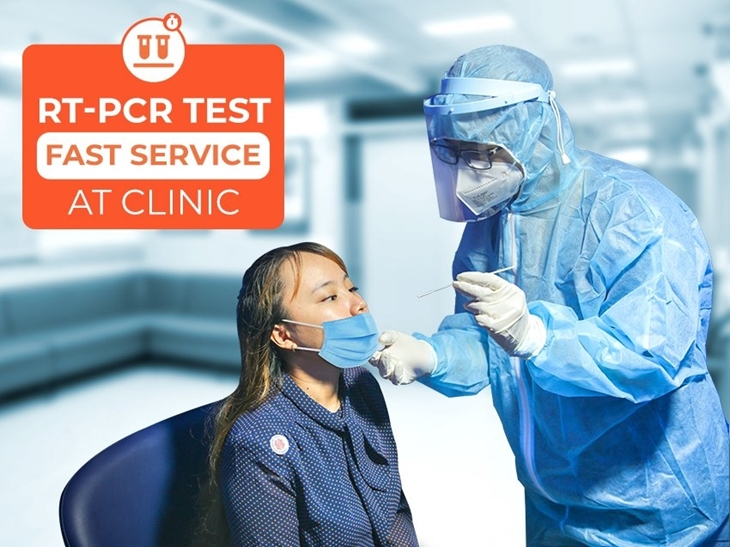 RT-PCR TEST
FAST SERVICE
AT CLINIC